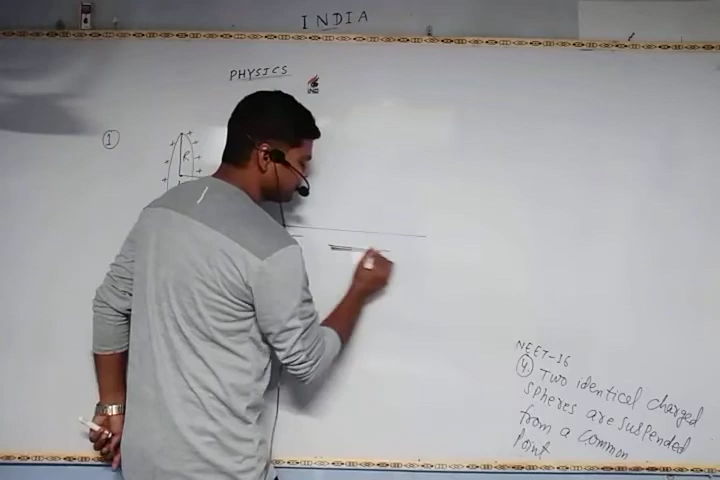 INDIA
PHYSICS
1
R
NEET-16
4 Two identical charged
spheres are suspended
from a common
Point